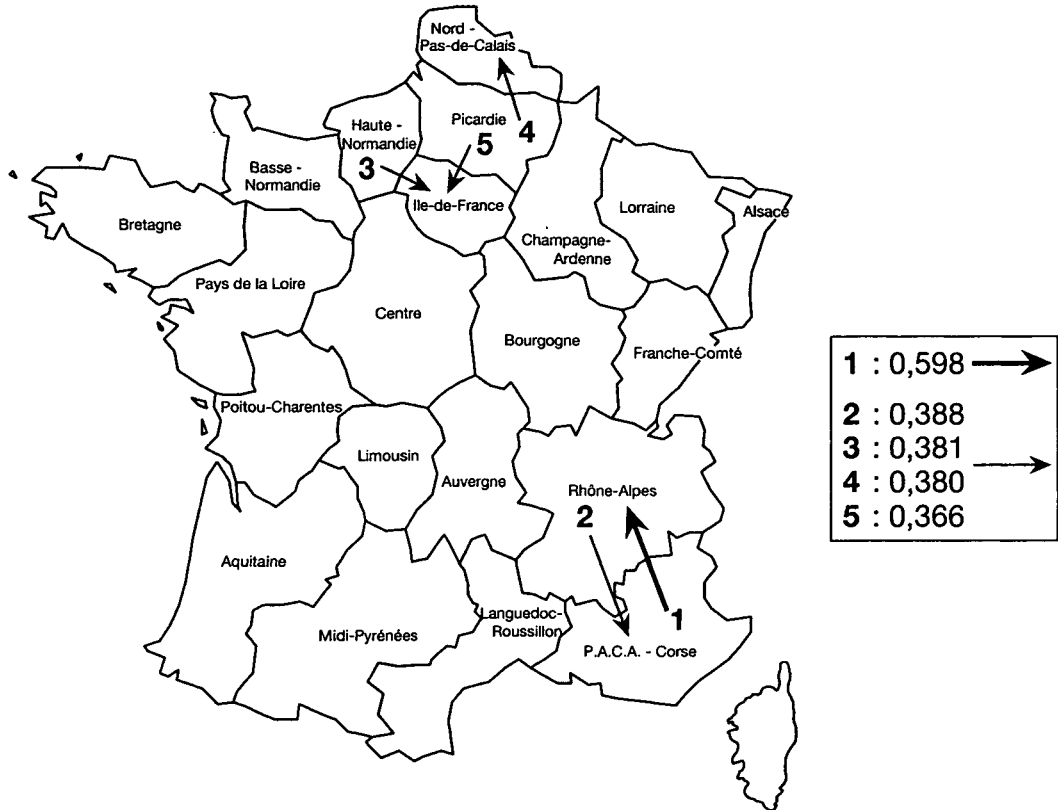 Nord -
Pas-de-Calais
Picardie
Haute -
Normandie
4
5
3
Basse -
Normandie
Ile-de-France
Lorraine
Alsace
Bretagne
Champagne-
Ardenne
Pays de la Loire
Centre
Bourgogne
Franche-Comté
Poitou-Charentes
Limousin
Auvergne
Rhône-Alpes
2
Aquitaine
Languedoc-
Roussillon
1
Midi-Pyrénées
P.A.C.A. - Corse
1 : 0,598
2 : 0,388
3 : 0,381
4 : 0,380
5 : 0,366